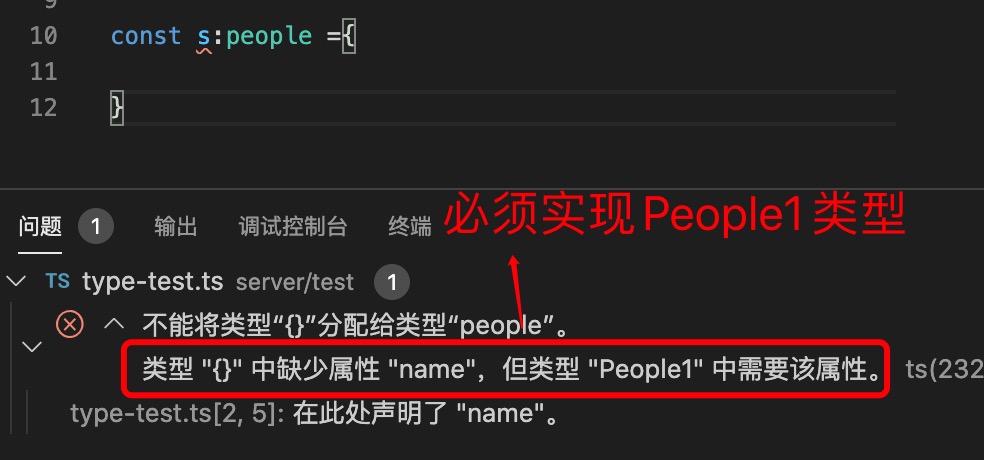 9
10 const s:people ={
11
12 }
必须实现People1类型
问题 1 输出 调试控制台 终端
TS type-test.ts server/test 1
不能将类型“{}”分配给类型“people”。
类型 "{}" 中缺少属性 "name"，但类型 "People1" 中需要该属性。 ts(232
type-test.ts[2, 5]: 在此处声明了 "name"。